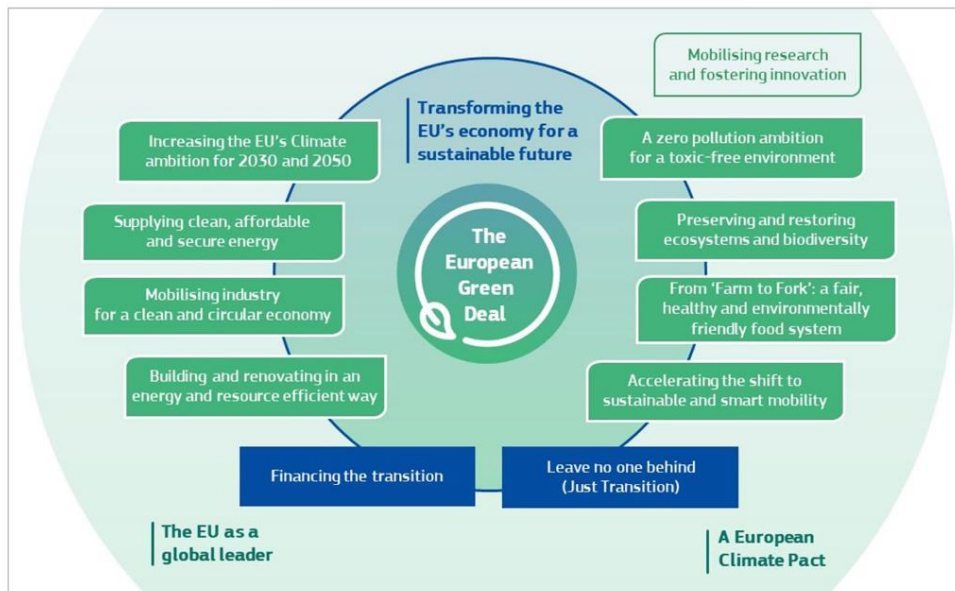 Mobilising research
and fostering innovation
Transforming the
EU's economy for a
sustainable future
Increasing the EU's Climate
ambition for 2030 and 2050
A zero pollution ambition
for a toxic-free environment
Supplying clean, affordable
and secure energy
Preserving and restoring
ecosystems and biodiversity
The
European
Green
Deal
Mobilising industry
for a clean and circular economy
From 'Farm to Fork': a fair,
healthy and environmentally
friendly food system
Building and renovating in an
energy and resource efficient way
Accelerating the shift to
sustainable and smart mobility
Financing the transition
Leave no one behind
(Just Transition)
The EU as a
global leader
A European
Climate Pact